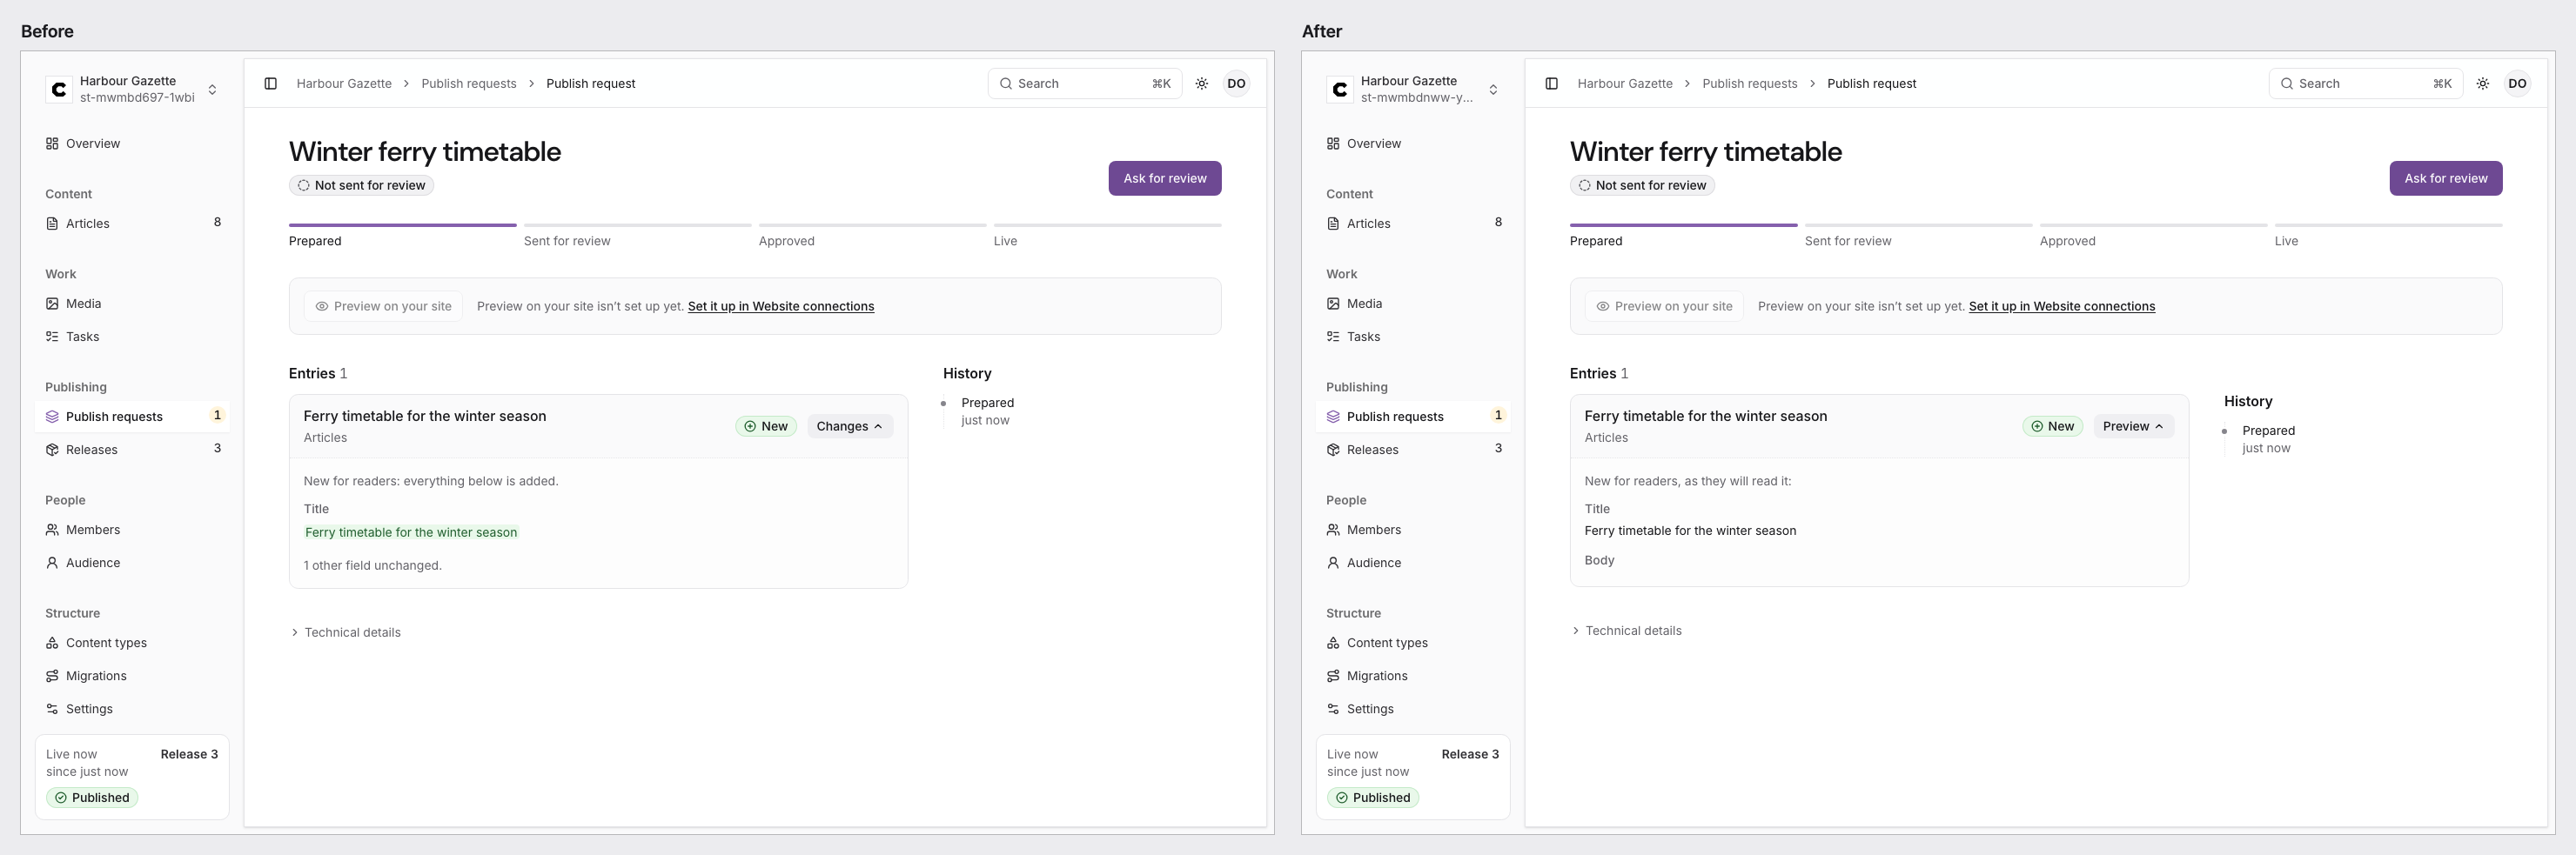 Before
Harbour Gazette
st-mwmbd697-1wbi
Overview
Content
Articles 8
Work
Media
Tasks
Publishing
Publish requests 1
Releases 3
People
Members
Audience
Structure
Content types
Migrations
Settings
Live now Release 3
since just now
Published
Harbour Gazette > Publish requests > Publish request
Search ⌘K
DO
Winter ferry timetable
Not sent for review
Ask for review
Prepared Sent for review Approved Live
Preview on your site Preview on your site isn’t set up yet. Set it up in Website connections
Entries 1
Ferry timetable for the winter season
Articles
New Changes
New for readers: everything below is added.
Title
Ferry timetable for the winter season
1 other field unchanged.
Technical details
History
Prepared
just now
After
Harbour Gazette
st-mwmbdnww-y...
Overview
Content
Articles 8
Work
Media
Tasks
Publishing
Publish requests 1
Releases 3
People
Members
Audience
Structure
Content types
Migrations
Settings
Live now Release 3
since just now
Published
Harbour Gazette > Publish requests > Publish request
Search ⌘K
DO
Winter ferry timetable
Not sent for review
Ask for review
Prepared Sent for review Approved Live
Preview on your site Preview on your site isn’t set up yet. Set it up in Website connections
Entries 1
Ferry timetable for the winter season
Articles
New Preview
New for readers, as they will read it:
Title
Ferry timetable for the winter season
Body
Technical details
History
Prepared
just now